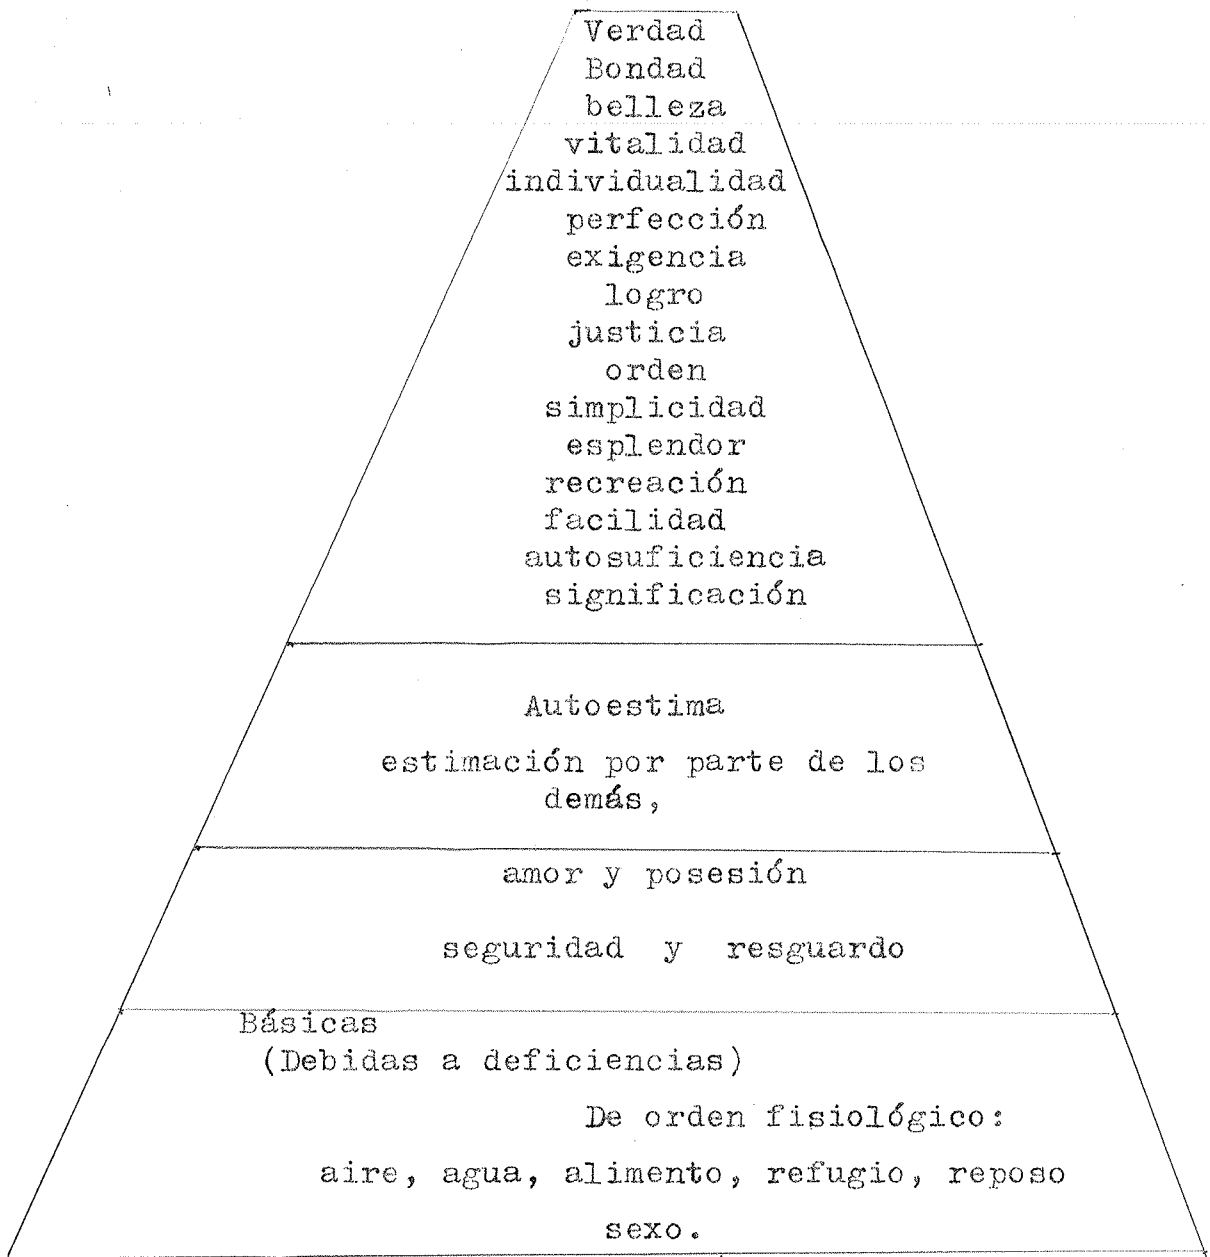 Verdad
Bondad
belleza
vitalidad
individualidad
perfección
exigencia
logro
justicia
orden
simplicidad
esplendor
recreación
facilidad
autosuficiencia
significación
Autoestima
estimación por parte de los
demás,
amor y posesión
seguridad y resguardo
Básicas
(Debidas a deficiencias)
De orden fisiológico:
aire, agua, alimento, refugio, reposo
sexo.